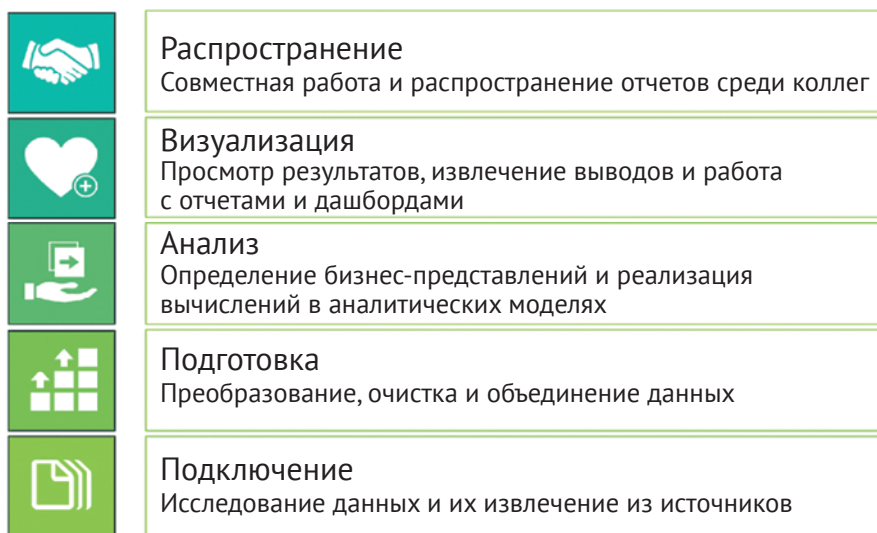 Распространение
Совместная работа и распространение отчетов среди коллег
Визуализация
Просмотр результатов, извлечение выводов и работа
с отчетами и дашбордами
Анализ
Определение бизнес-представлений и реализация
вычислений в аналитических моделях
Подготовка
Преобразование, очистка и объединение данных
Подключение
Исследование данных и их извлечение из источников